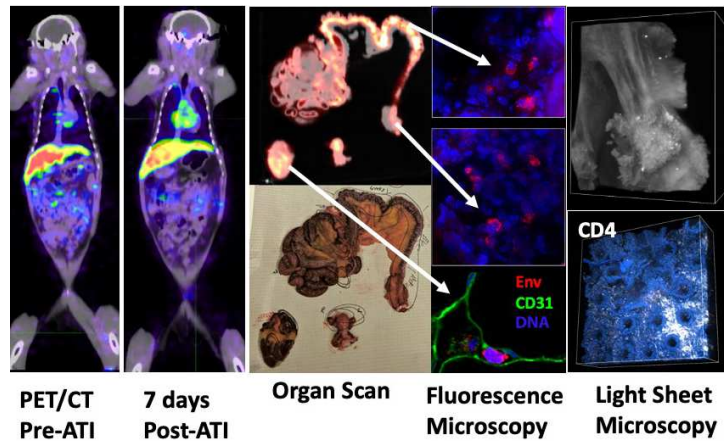 CD4
Env
CD31
DNA
PET/CT
Pre-ATI
7 days
Post-ATI
Organ Scan
Fluorescence
Microscopy
Light Sheet
Microscopy